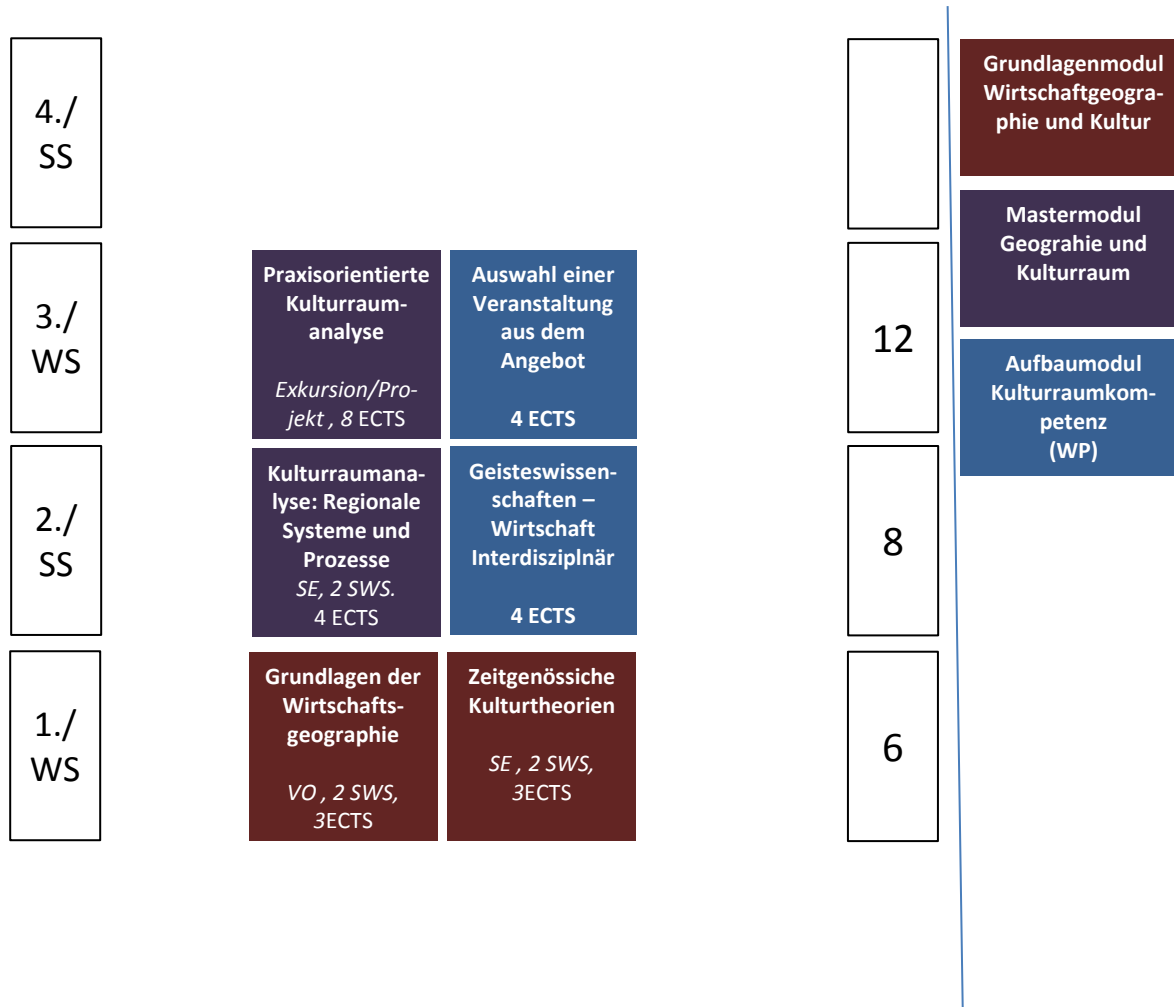 4./
SS
Grundlagenmodul
Wirtschaftgeogra-
phie und Kultur
Mastermodul
Geograhie und
Kulturraum
3./
WS
Praxisorientierte
Kulturraum-
analyse
Exkursion/Pro-
jekt , 8 ECTS
Auswahl einer
Veranstaltung
aus dem
Angebot
4 ECTS
12
Aufbaumodul
Kulturraumkom-
petenz
(WP)
2./
SS
Kulturraumana-
lyse: Regionale
Systeme und
Prozesse
SE, 2 SWS.
4 ECTS
Geisteswissen-
schaften –
Wirtschaft
Interdisziplnär
4 ECTS
8
1./
WS
Grundlagen der
Wirtschafts-
geographie
VO , 2 SWS,
3ECTS
Zeitgenössiche
Kulturtheorien
SE , 2 SWS,
3ECTS
6